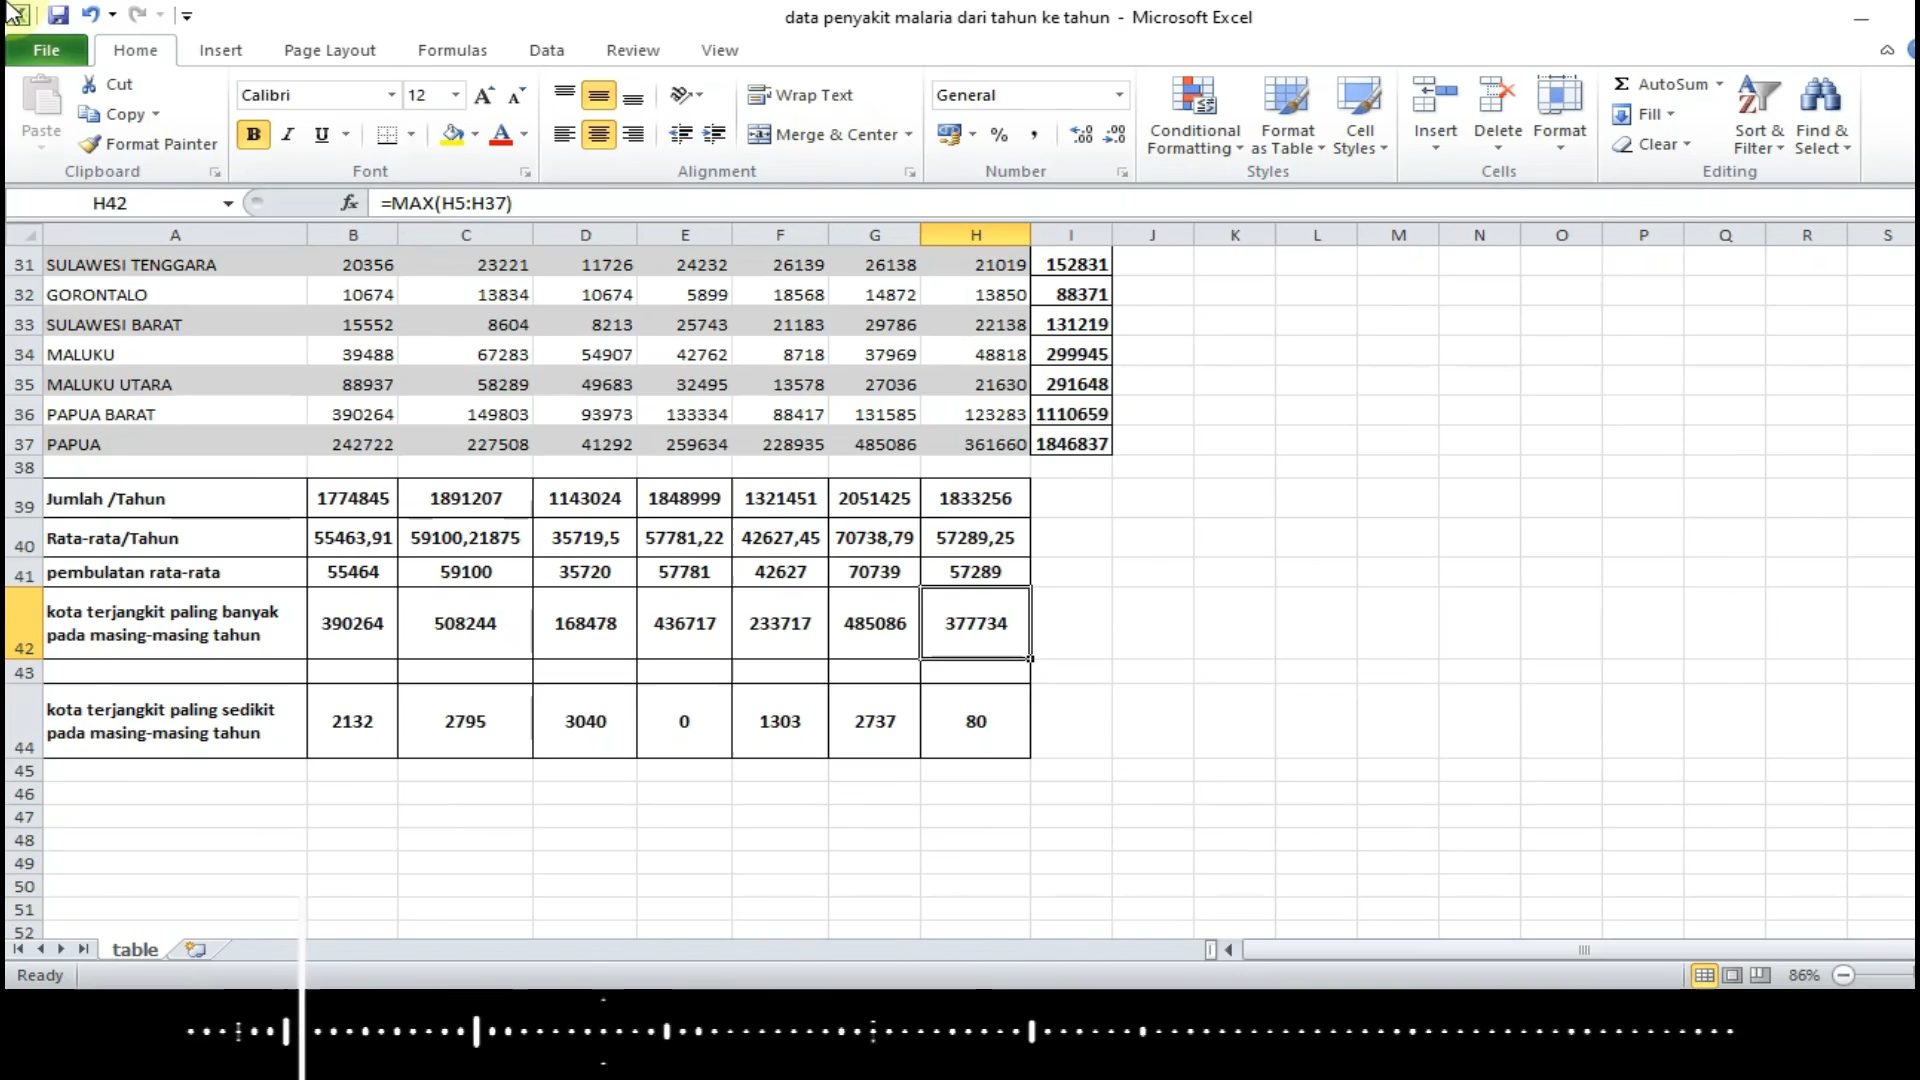 data penyakit malaria dari tahun ke tahun - Microsoft Excel
File Home Insert Page Layout Formulas Data Review View
Paste Cut Copy Format Painter Clipboard
Calibri 12 B I U Font
Wrap Text Merge & Center Alignment
General % , Number
Conditional Formatting Format as Table Cell Styles Styles
Insert Delete Format Cells
Σ AutoSum Fill Clear Sort & Filter Find & Select Editing
H42 fx =MAX(H5:H37)
A B C D E F G H I J K L M N O P Q R S
31 SULAWESI TENGGARA 20356 23221 11726 24232 26139 26138 21019 152831
32 GORONTALO 10674 13834 10674 5899 18568 14872 13850 88371
33 SULAWESI BARAT 15552 8604 8213 25743 21183 29786 22138 131219
34 MALUKU 39488 67283 54907 42762 8718 37969 48818 299945
35 MALUKU UTARA 88937 58289 49683 32495 13578 27036 21630 291648
36 PAPUA BARAT 390264 149803 93973 133334 88417 131585 123283 1110659
37 PAPUA 242722 227508 41292 259634 228935 485086 361660 1846837
38
39 Jumlah /Tahun 1774845 1891207 1143024 1848999 1321451 2051425 1833256
40 Rata-rata/Tahun 55463,91 59100,21875 35719,5 57781,22 42627,45 70738,79 57289,25
41 pembulatan rata-rata 55464 59100 35720 57781 42627 70739 57289
42 kota terjangkit paling banyak pada masing-masing tahun 390264 508244 168478 436717 233717 485086 377734
43
44 kota terjangkit paling sedikit pada masing-masing tahun 2132 2795 3040 0 1303 2737 80
45
46
47
48
49
50
51
52
table
Ready 86%